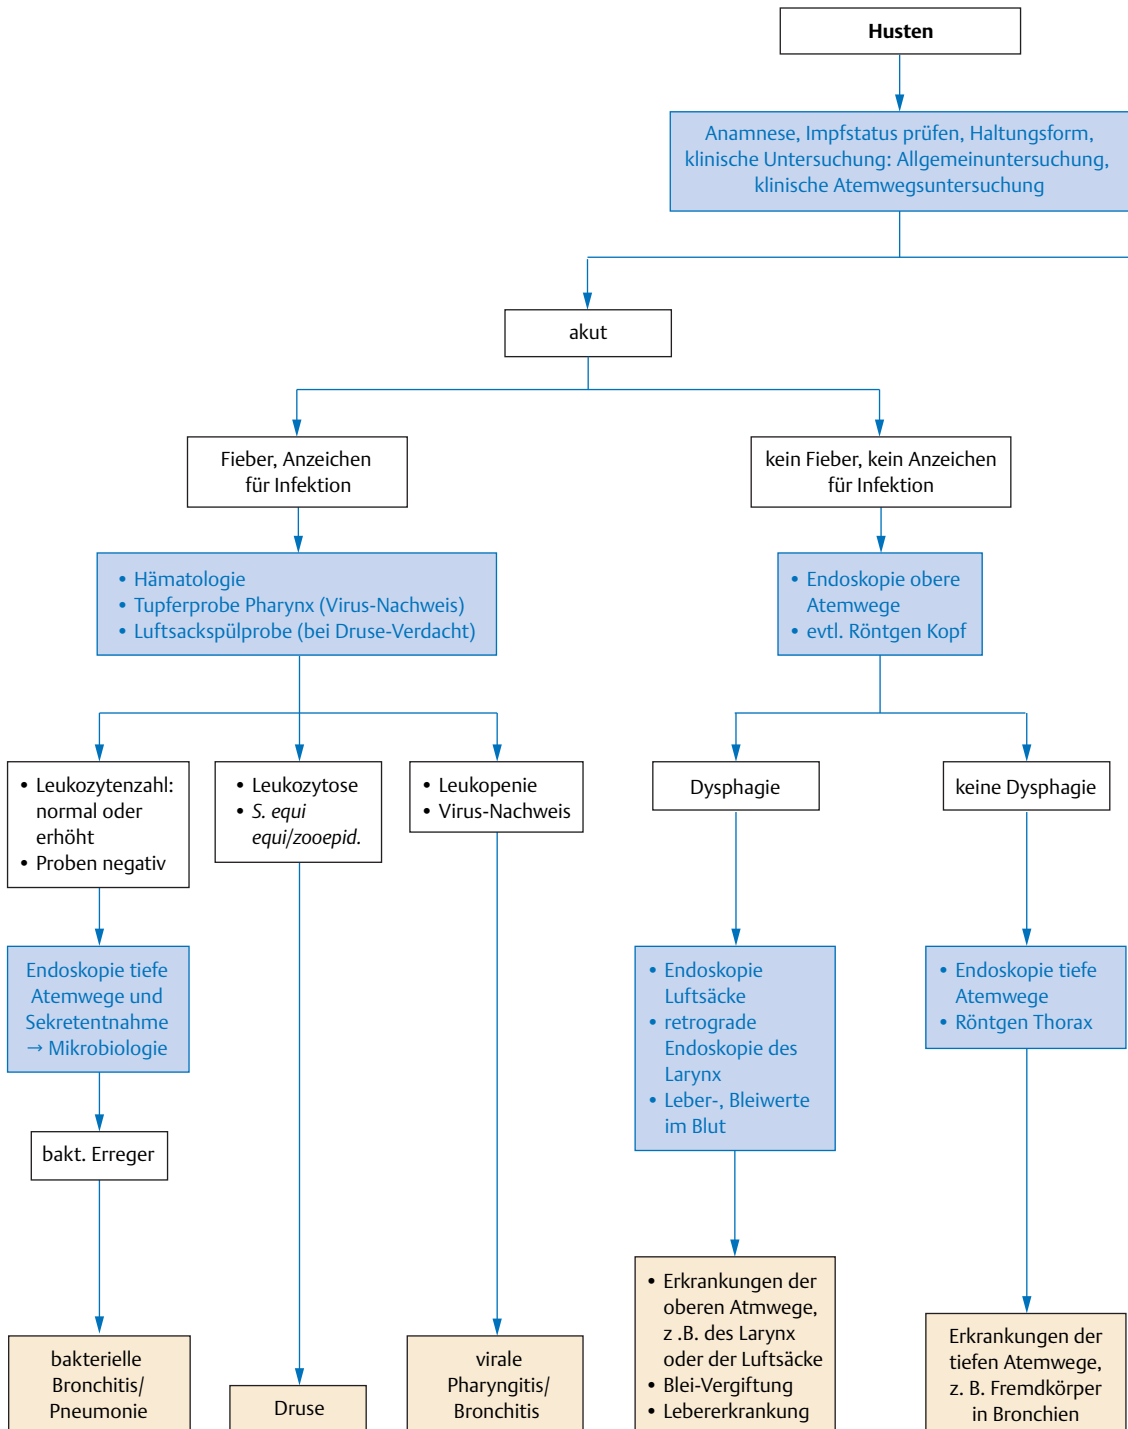 Husten
Anamnese, Impfstatus prüfen, Haltungsform,
klinische Untersuchung: Allgemeinuntersuchung,
klinische Atemwegsuntersuchung
akut
Fieber, Anzeichen
für Infektion
kein Fieber, kein Anzeichen
für Infektion
• Hämatologie
• Tupferprobe Pharynx (Virus-Nachweis)
• Luftsackspülprobe (bei Druse-Verdacht)
• Endoskopie obere
Atemwege
• evtl. Röntgen Kopf
• Leukozytenzahl:
normal oder
erhöht
• Proben negativ
• Leukozytose
• S. equi
equi/zooepid.
• Leukopenie
• Virus-Nachweis
Dysphagie
keine Dysphagie
Endoskopie tiefe
Atemwege und
Sekretentnahme
→ Mikrobiologie
• Endoskopie
Luftsäcke
• retrograde
Endoskopie des
Larynx
• Leber-, Bleiwerte
im Blut
• Endoskopie tiefe
Atemwege
• Röntgen Thorax
bakt. Erreger
bakterielle
Bronchitis/
Pneumonie
Druse
virale
Pharyngitis/
Bronchitis
• Erkrankungen der
oberen Atmwege,
z .B. des Larynx
oder der Luftsäcke
• Blei-Vergiftung
• Lebererkrankung
Erkrankungen der
tiefen Atemwege,
z. B. Fremdkörper
in Bronchien